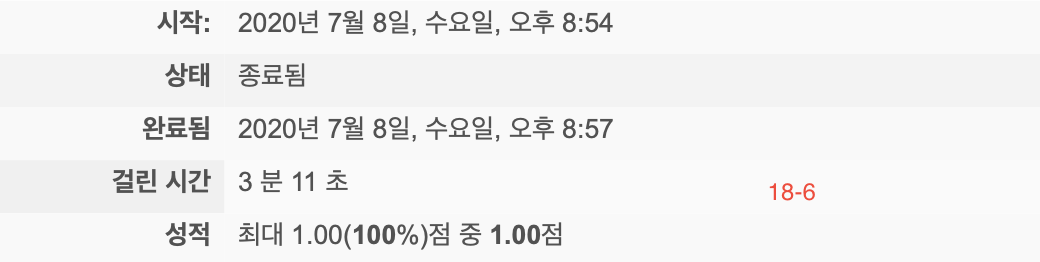 시작: 2020년 7월 8일, 수요일, 오후 8:54
상태 종료됨
완료됨 2020년 7월 8일, 수요일, 오후 8:57
걸린 시간 3 분 11 초
18-6
성적 최대 1.00(100%)점 중 1.00점